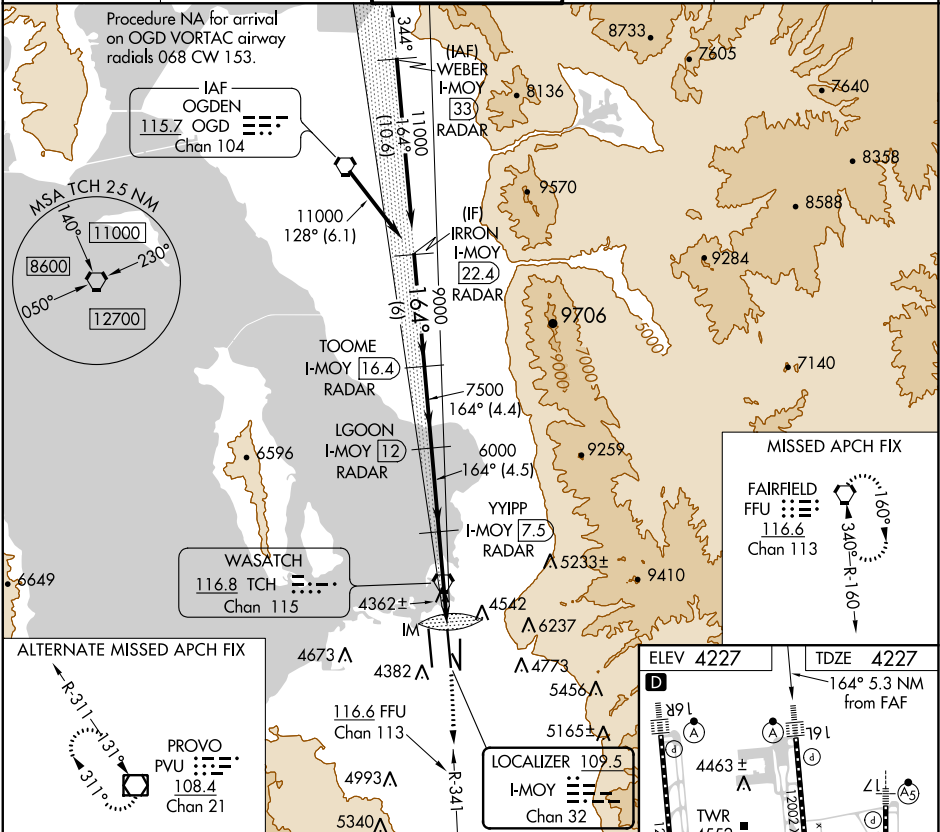 Procedure NA for arrival
on OGD VORTAC airway
radials 068 CW 153.
IAF
OGDEN
115.7 OGD
Chan 104
344°
11000
164°
(10.6)
(IAF)
WEBER
I-MOY
33
RADAR
8733
7605
7640
8136
8358
9570
8588
MSA TCH 25 NM
140°
11000
230°
8600
050°
12700
11000
128° (6.1)
(IF)
IRRON
I-MOY
22.4
RADAR
9284
9000
164°
(6)
9706
5000
9000
7000
7140
TOOME
I-MOY 16.4
RADAR
7500
164° (4.4)
LGOON
I-MOY 12
RADAR
6000
164° (4.5)
6596
9259
YYIPP
I-MOY 7.5
RADAR
MISSED APCH FIX
FAIRFIELD
FFU
116.6
Chan 113
160°
340°
R-160
6649
WASATCH
116.8 TCH
Chan 115
5233±
9410
4362±
4542
IM
6237
4673
4382
4773
5456
5165±
116.6 FFU
Chan 113
R-341
4993
5340
ALTERNATE MISSED APCH FIX
R-311
131°
311°
PROVO
PVU
108.4
Chan 21
LOCALIZER 109.5
I-MOY
Chan 32
ELEV 4227
TDZE 4227
D
164° 5.3 NM
from FAF
16R
A
A
16L
P
P
4463 ±
17
A5
P
12002
TWR